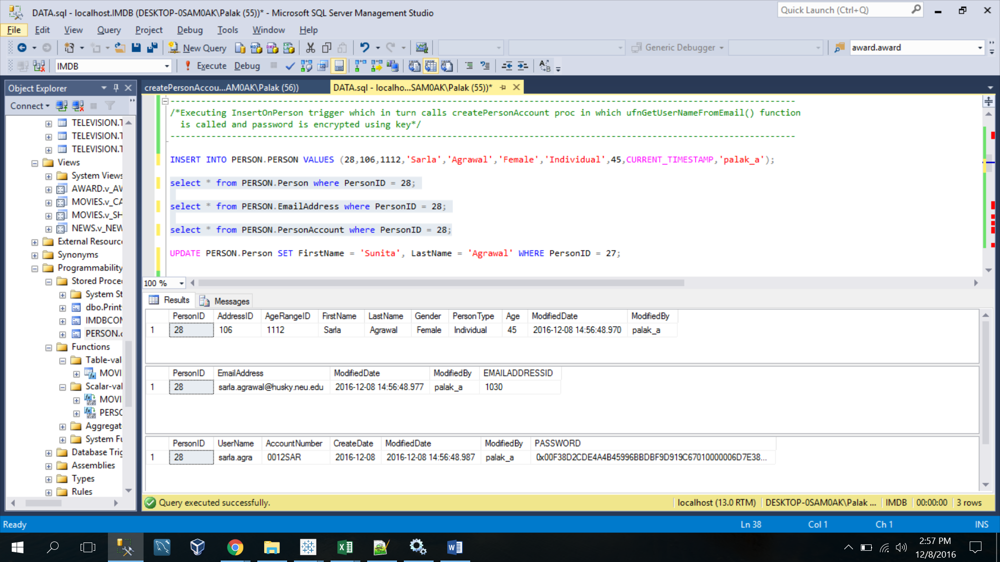 DATA.sql - localhost.IMDB (DESKTOP-0SAM0AK\Palak (55))* - Microsoft SQL Server Management Studio
Quick Launch (Ctrl+Q)
File Edit View Query Project Debug Tools Window Help
New Query
Generic Debugger
award.award
IMDB
Execute Debug
Object Explorer
Connect
TELEVISION.T
TELEVISION.T
TELEVISION.T
Views
System Views
AWARD.v_AV
MOVIES.v_CA
MOVIES.v_SH
NEWS.v_NEW
External Resource
Synonyms
Programmability
Stored Proce
System St
dbo.Print
IMDBCOM
PERSON.c
Functions
Table-val
MOVI
Scalar-val
MOVI
PERSO
Aggregat
System Fu
Database Trig
Assemblies
Types
Rules
createPersonAccou...AM0AK\Palak (56))
DATA.sql - localho...SAM0AK\Palak (55))*
--------------------------------------------------------------------------------------------------------------------------
/*Executing InsertOnPerson trigger which in turn calls createPersonAccount proc in which ufnGetUserNameFromEmail() function
is called and password is encrypted using key*/
--------------------------------------------------------------------------------------------------------------------------
INSERT INTO PERSON.PERSON VALUES (28,106,1112,'Sarla','Agrawal','Female','Individual',45,CURRENT_TIMESTAMP,'palak_a');
select * from PERSON.Person where PersonID = 28;
select * from PERSON.EmailAddress where PersonID = 28;
select * from PERSON.PersonAccount where PersonID = 28;
UPDATE PERSON.Person SET FirstName = 'Sunita', LastName = 'Agrawal' WHERE PersonID = 27;
100 %
Results Messages
PersonID AddressID AgeRangeID FirstName LastName Gender PersonType Age ModifiedDate ModifiedBy
1 28 106 1112 Sarla Agrawal Female Individual 45 2016-12-08 14:56:48.970 palak_a
PersonID EmailAddress ModifiedDate ModifiedBy EMAILADDRESSID
1 28 sarla.agrawal@husky.neu.edu 2016-12-08 14:56:48.977 palak_a 1030
PersonID UserName AccountNumber CreateDate ModifiedDate ModifiedBy PASSWORD
1 28 sarla.agra 0012SAR 2016-12-08 2016-12-08 14:56:48.987 palak_a 0x00F38D2CDE4A4B45996BBDBF9D919C67010000006D7E38...
Query executed successfully.
localhost (13.0 RTM) DESKTOP-0SAM0AK\Palak ... IMDB 00:00:00 3 rows
Ready
Ln 38 Col 1 Ch 1 INS
2:57 PM
12/8/2016